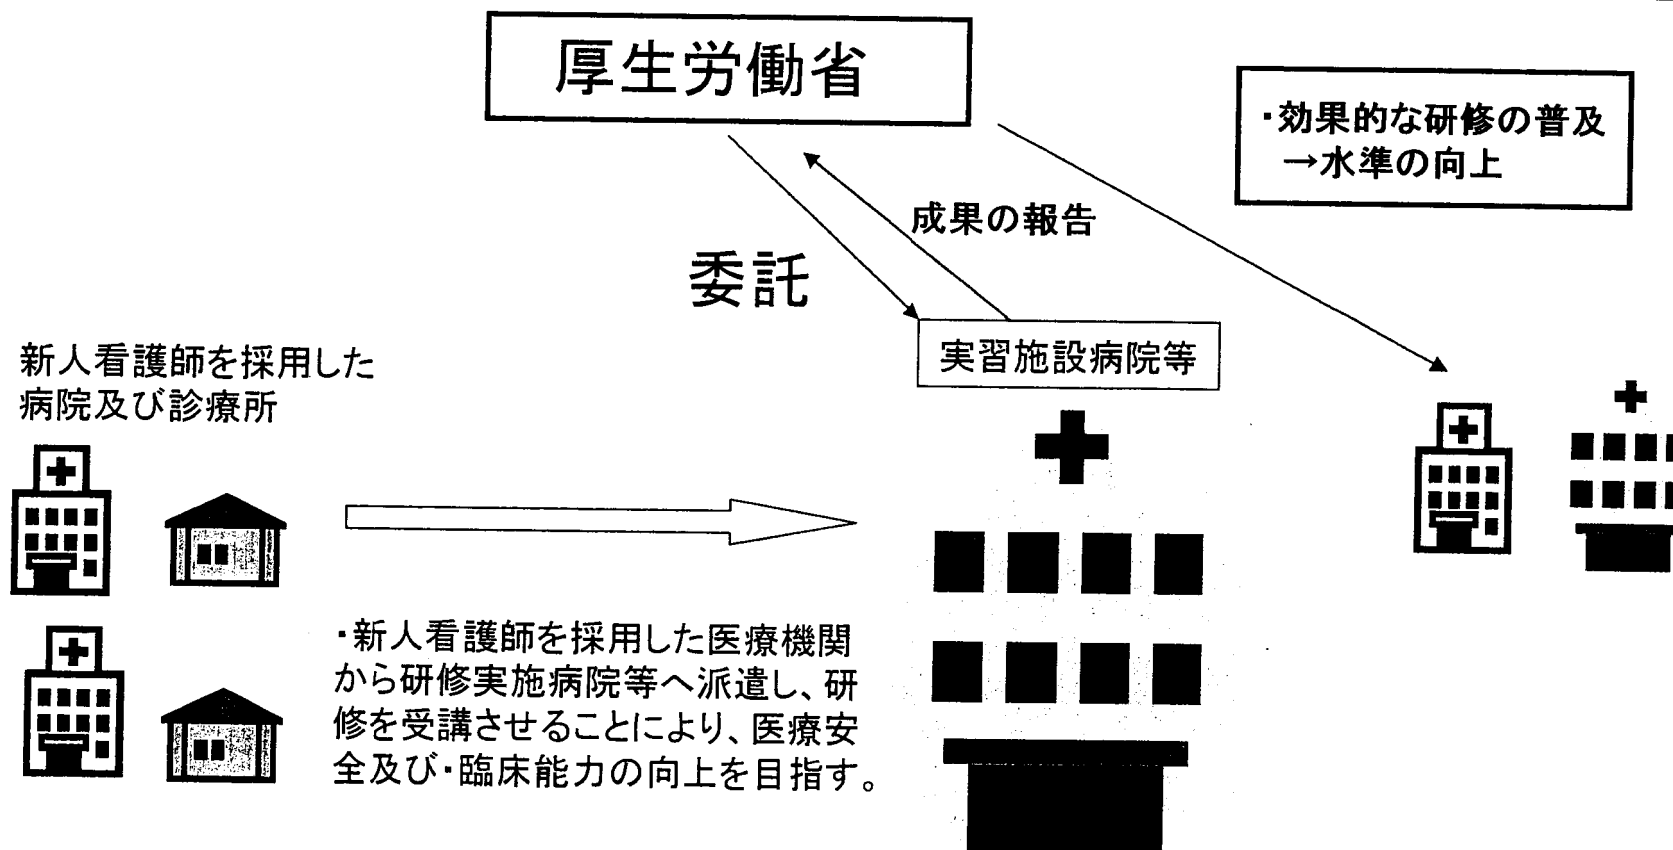 厚生労働省
・効果的な研修の普及
→水準の向上
成果の報告
委託
実習施設病院等
新人看護師を採用した
病院及び診療所
・新人看護師を採用した医療機関
から研修実施病院等へ派遣し、研
修を受講させることにより、医療安
全及び・臨床能力の向上を目指す。